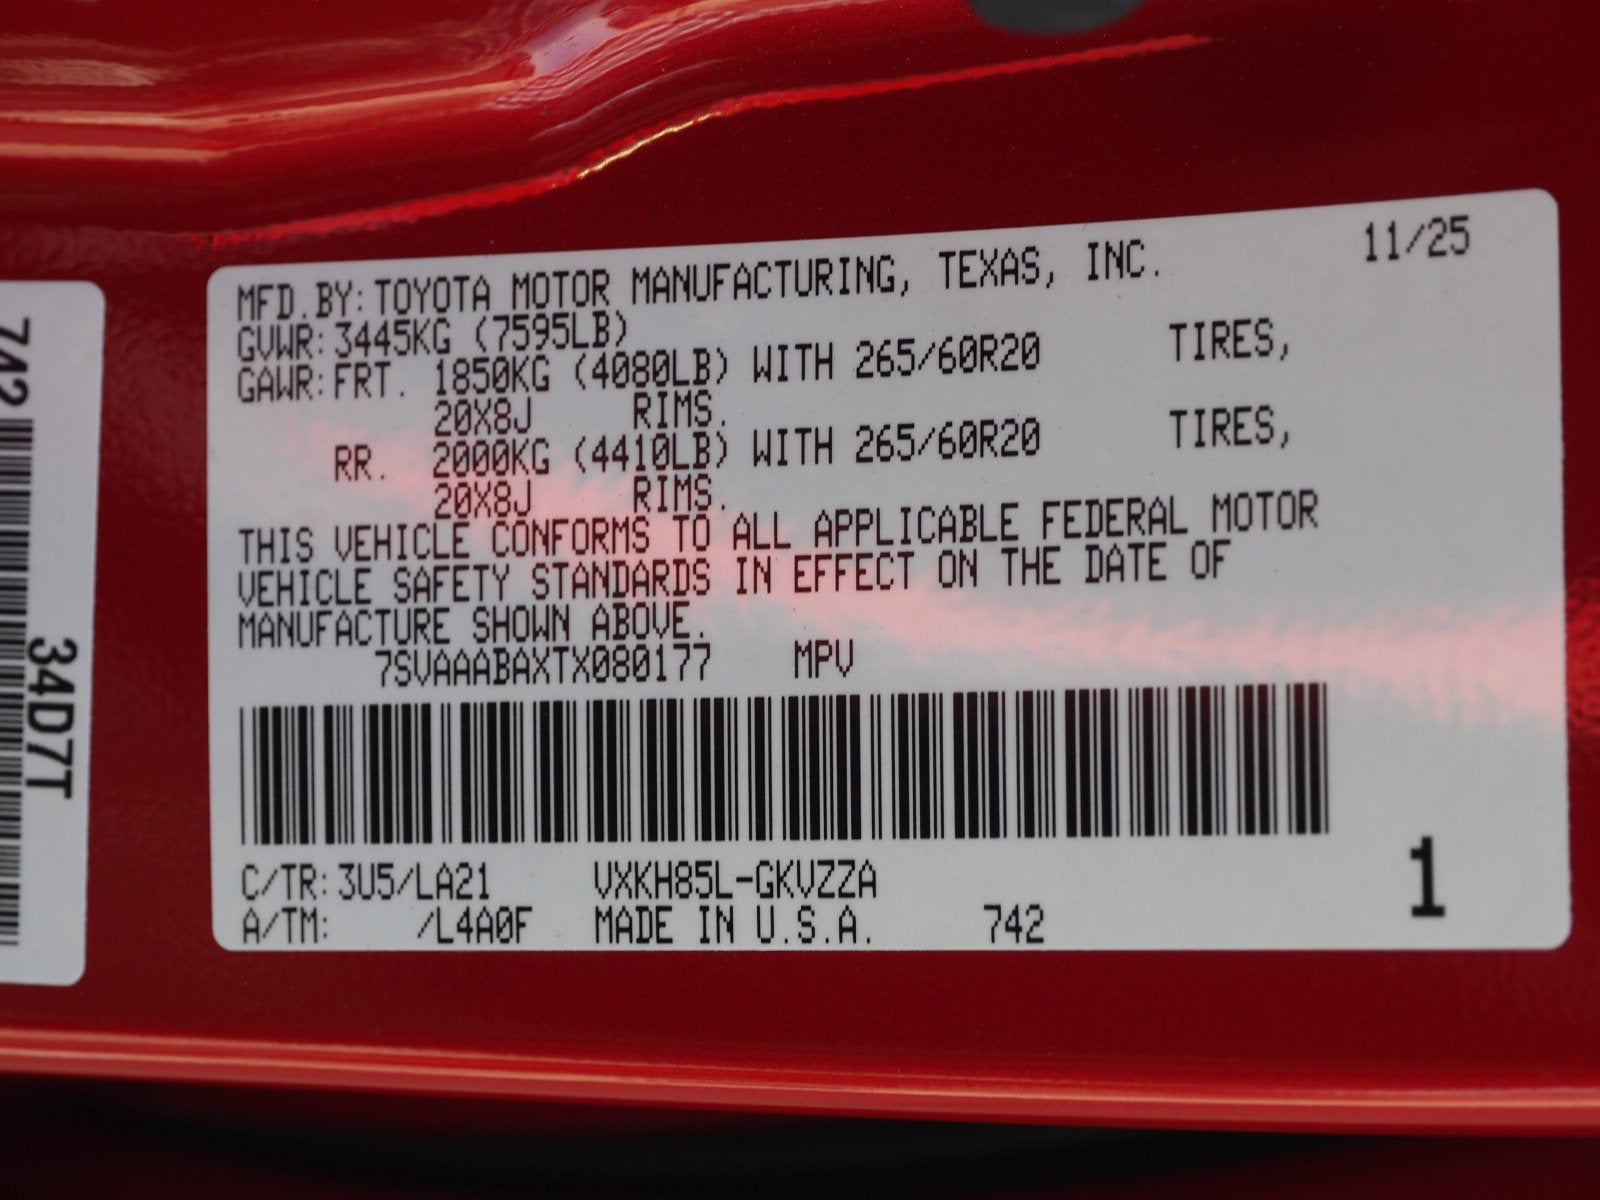 MFD.BY:TOYOTA MOTOR MANUFACTURING, TEXAS, INC. 11/25
GVWR:3445KG (7595LB)
GAWR:FRT. 1850KG (4080LB) WITH 265/60R20 TIRES,
20X8J RIMS.
RR. 2000KG (4410LB) WITH 265/60R20 TIRES,
20X8J RIMS.
THIS VEHICLE CONFORMS TO ALL APPLICABLE FEDERAL MOTOR
VEHICLE SAFETY STANDARDS IN EFFECT ON THE DATE OF
MANUFACTURE SHOWN ABOVE.
7SVAAABAXTX080177 MPV
C/TR:3U5/LA21 VXKH85L-GKVZZA
A/TM: /L4A0F MADE IN U.S.A. 742
1
742
34D7T